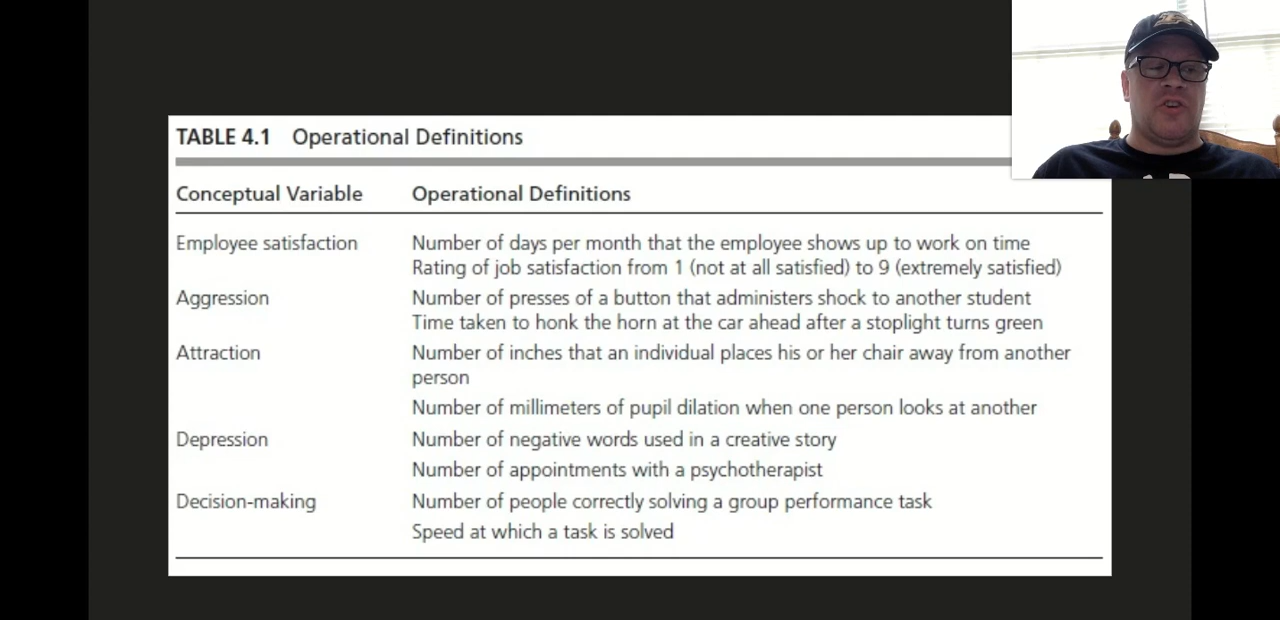 TABLE 4.1 Operational Definitions
Conceptual Variable Operational Definitions
Employee satisfaction Number of days per month that the employee shows up to work on time
Rating of job satisfaction from 1 (not at all satisfied) to 9 (extremely satisfied)
Aggression Number of presses of a button that administers shock to another student
Time taken to honk the horn at the car ahead after a stoplight turns green
Attraction Number of inches that an individual places his or her chair away from another
person
Number of millimeters of pupil dilation when one person looks at another
Depression Number of negative words used in a creative story
Number of appointments with a psychotherapist
Decision-making Number of people correctly solving a group performance task
Speed at which a task is solved